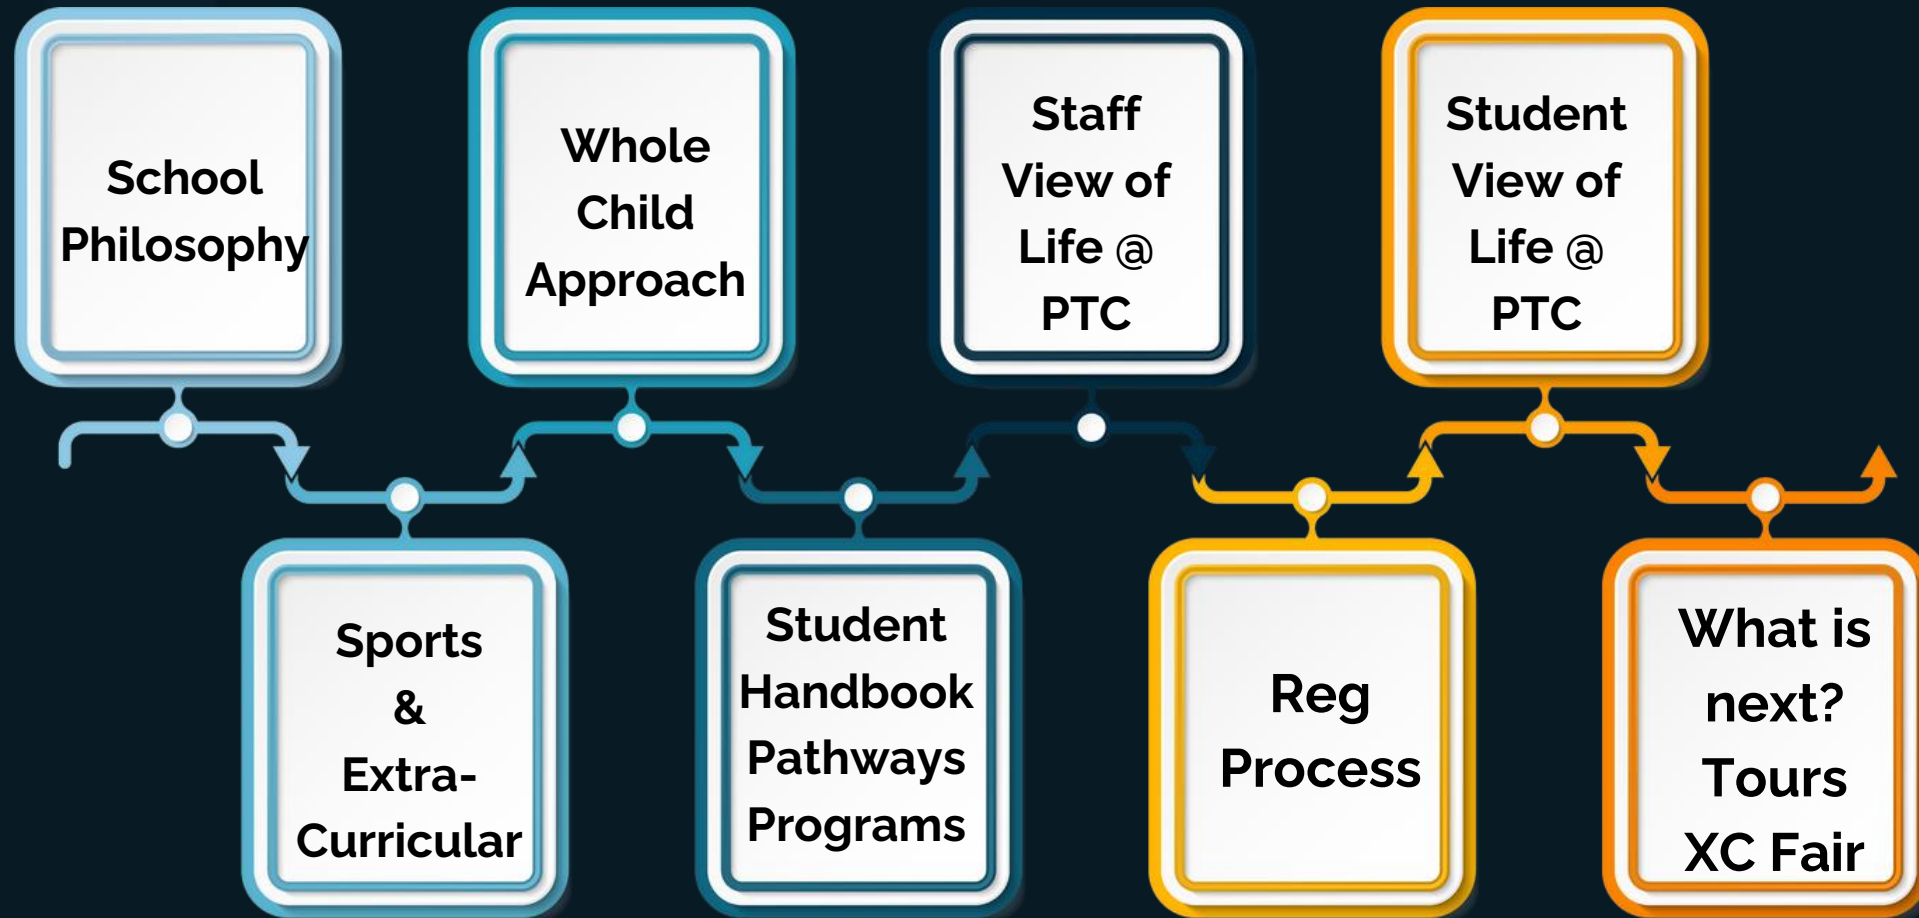 School
Philosophy
Sports
&
Extra-
Curricular
Whole
Child
Approach
Student
Handbook
Pathways
Programs
Staff
View of
Life @
PTC
Reg
Process
Student
View of
Life @
PTC
What is
next?
Tours
XC Fair